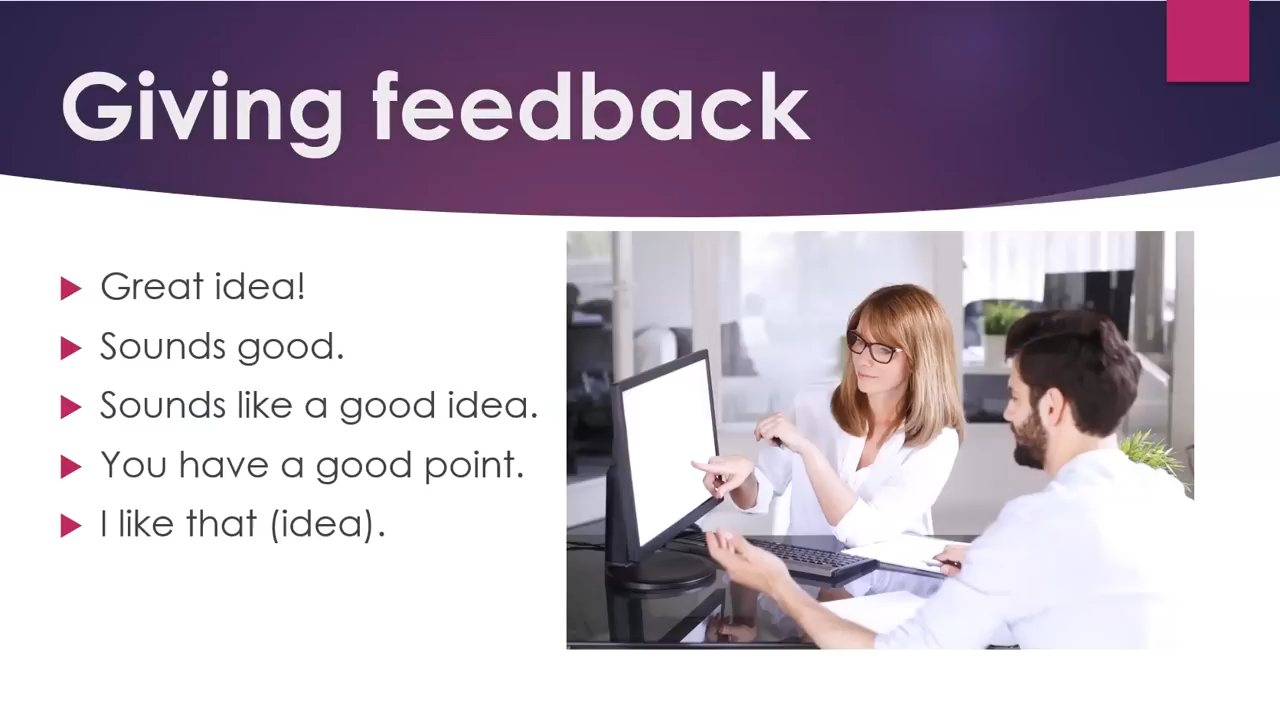 Giving feedback
Great idea!
Sounds good.
Sounds like a good idea.
You have a good point.
I like that (idea).